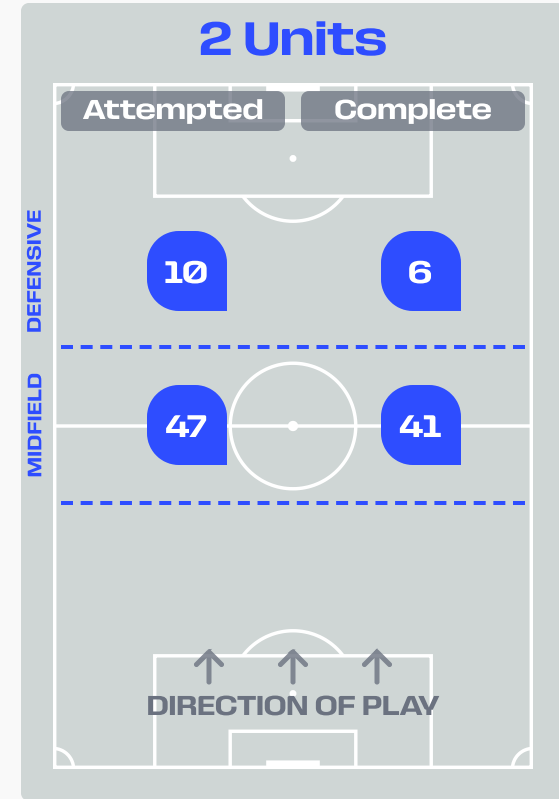 2 Units
Attempted Complete
DEFENSIVE
10 6
MIDFIELD
47 41
DIRECTION OF PLAY